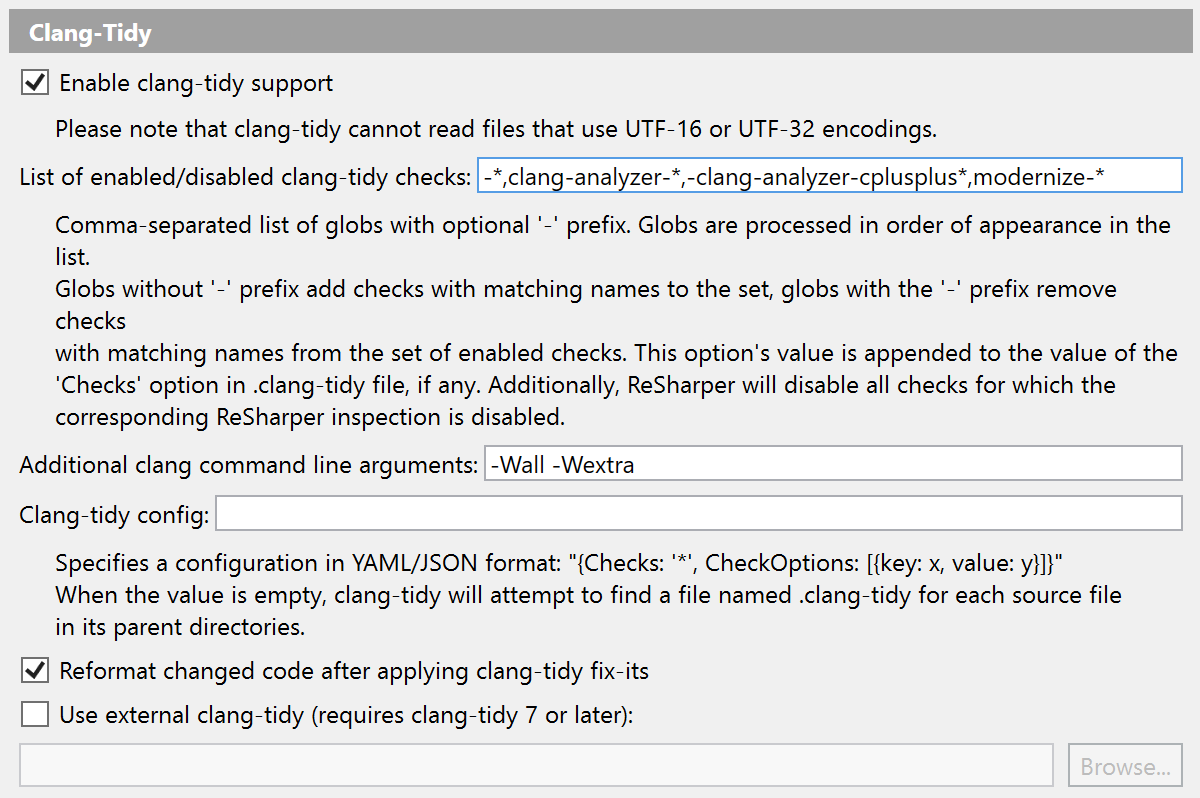 Clang-Tidy
Enable clang-tidy support
Please note that clang-tidy cannot read files that use UTF-16 or UTF-32 encodings.
List of enabled/disabled clang-tidy checks: -*,clang-analyzer-*,-clang-analyzer-cplusplus*,modernize-*
Comma-separated list of globs with optional '-' prefix. Globs are processed in order of appearance in the
list.
Globs without '-' prefix add checks with matching names to the set, globs with the '-' prefix remove
checks
with matching names from the set of enabled checks. This option's value is appended to the value of the
'Checks' option in .clang-tidy file, if any. Additionally, ReSharper will disable all checks for which the
corresponding ReSharper inspection is disabled.
Additional clang command line arguments: -Wall -Wextra
Clang-tidy config:
Specifies a configuration in YAML/JSON format: "{Checks: '*', CheckOptions: [{key: x, value: y}]}"
When the value is empty, clang-tidy will attempt to find a file named .clang-tidy for each source file
in its parent directories.
Reformat changed code after applying clang-tidy fix-its
Use external clang-tidy (requires clang-tidy 7 or later):
Browse...